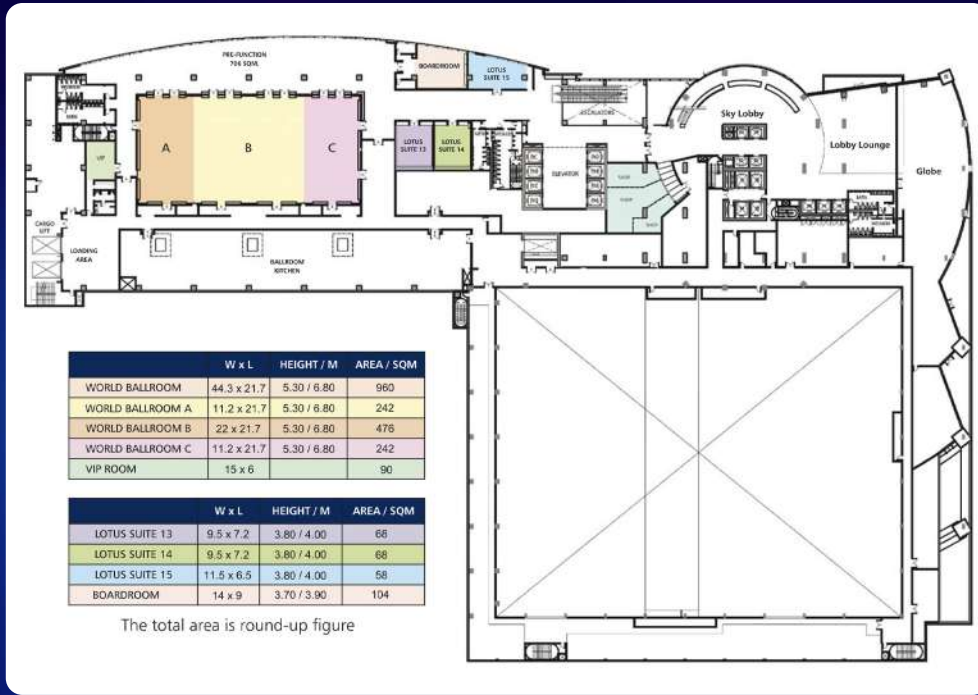 PRE-FUNCTION
706 SQM.
BOARDROOM
LOTUS
SUITE 15
ESCALATORS
Sky Lobby
Lobby Lounge
Globe
A
B
C
VIP
LOTUS
SUITE 13
LOTUS
SUITE 14
ELEVATOR
SHOP
SHOP
SHOP
MEN
WOMEN
CARGO
LIFT
LOADING
AREA
BALLROOM
KITCHEN
W x L HEIGHT / M AREA / SQM
WORLD BALLROOM 44.3 x 21.7 5.30 / 6.80 960
WORLD BALLROOM A 11.2 x 21.7 5.30 / 6.80 242
WORLD BALLROOM B 22 x 21.7 5.30 / 6.80 476
WORLD BALLROOM C 11.2 x 21.7 5.30 / 6.80 242
VIP ROOM 15 x 6 90
W x L HEIGHT / M AREA / SQM
LOTUS SUITE 13 9.5 x 7.2 3.80 / 4.00 68
LOTUS SUITE 14 9.5 x 7.2 3.80 / 4.00 68
LOTUS SUITE 15 11.5 x 6.5 3.80 / 4.00 58
BOARDROOM 14 x 9 3.70 / 3.90 104
The total area is round-up figure